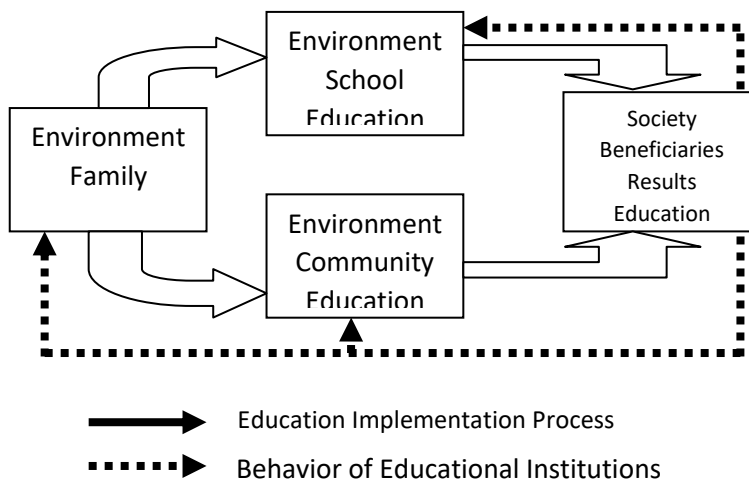 Environment
Family
Environment
School
Education
Environment
Community
Education
Society
Beneficiaries
Results
Education
Education Implementation Process
Behavior of Educational Institutions